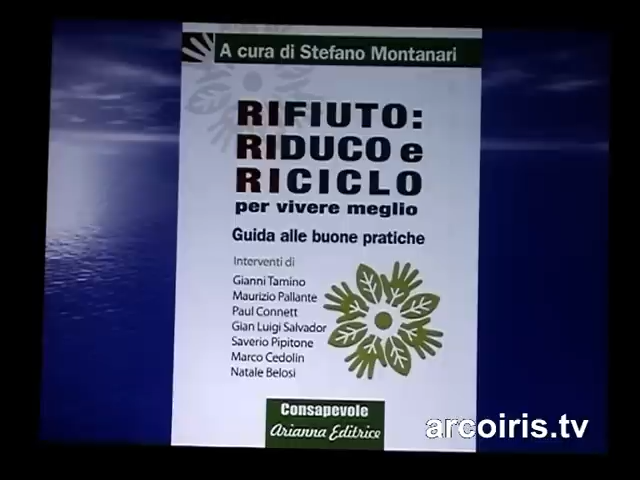 A cura di Stefano Montanari
RIFIUTO:
RIDUCO e
RICICLO
per vivere meglio
Guida alle buone pratiche
Interventi di
Gianni Tamino
Maurizio Pallante
Paul Connett
Gian Luigi Salvador
Saverio Pipitone
Marco Cedolin
Natale Belosi
Consapevole
Arianna Editrice
arcoiris.tv